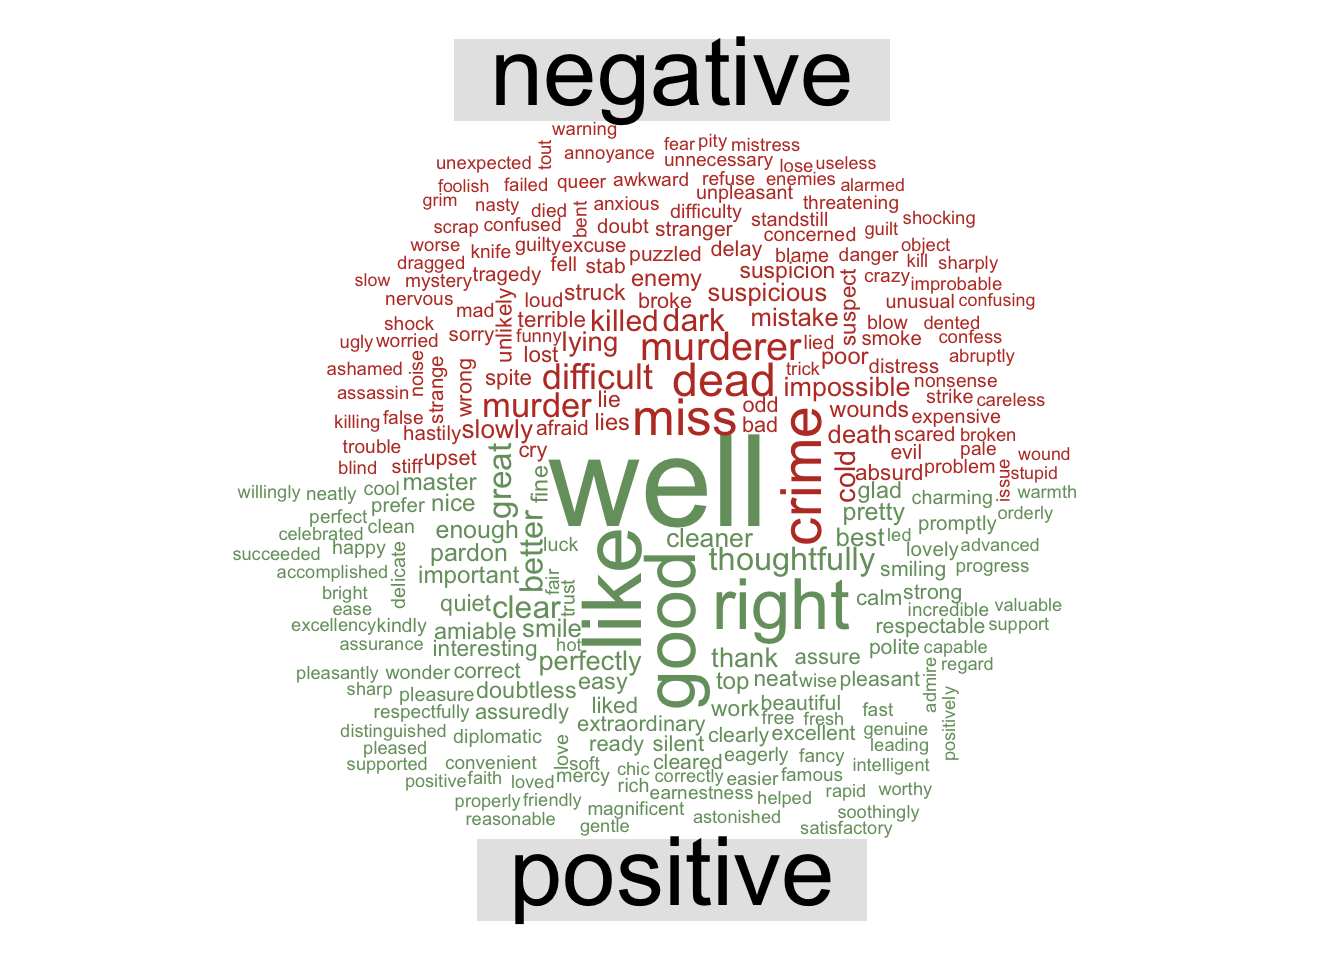 negative
warning
tout
annoyance
fear
pity
mistress
unexpected
unnecessary
lose
useless
foolish
failed
queer
awkward
refuse
enemies
alarmed
grim
nasty
died
bent
anxious
unpleasant
difficulty
threatening
scrap
confused
doubt
stranger
standstill
concerned
guilt
shocking
worse
knife
guilty
excuse
puzzled
delay
blame
danger
object
dragged
mystery
tragedy
fell
stab
enemy
suspicion
suspect
crazy
kill
sharply
slow
nervous
mad
unlikely
loud
struck
broke
suspicious
improbable
unusual
confusing
shock
sorry
terrible
funny
killed
dark
mistake
blow
dented
ugly
worried
noise
lost
lying
murderer
lied
smoke
confess
ashamed
strange
wrong
spite
difficult
dead
trick
poor
distress
abruptly
assassin
murder
lie
miss
odd
impossible
nonsense
killing
false
hastily
slowly
afraid
lies
bad
crime
wounds
strike
careless
expensive
trouble
upset
cry
death
scared
broken
blind
stiff
cold
absurd
evil
problem
pale
issue
wound
stupid
well
willingly
neatly
cool
master
great
fine
glad
charming
warmth
perfect
prefer
nice
pretty
orderly
celebrated
clean
enough
better
luck
like
cleaner
best
led
promptly
succeeded
happy
pardon
good
thoughtfully
lovely
advanced
accomplished
delicate
important
fair
trust
right
smiling
progress
bright
ease
quiet
clear
calm
strong
incredible
valuable
excellency
kindly
amiable
smile
respectable
support
assurance
interesting
hot
perfectly
thank
assure
polite
capable
pleasantly
wonder
correct
easy
top
neat
wise
pleasant
admire
regard
sharp
pleasure
doubtless
liked
work
beautiful
positively
respectfully
assuredly
extraordinary
free
fresh
fast
distinguished
diplomatic
love
ready
silent
clearly
excellent
genuine
pleased
leading
supported
convenient
soft
cleared
eagerly
fancy
intelligent
positive
faith
loved
mercy
chic
rich
correctly
easier
famous
properly
friendly
earnestness
helped
rapid
worthy
reasonable
magnificent
gentle
astonished
soothingly
satisfactory
positive